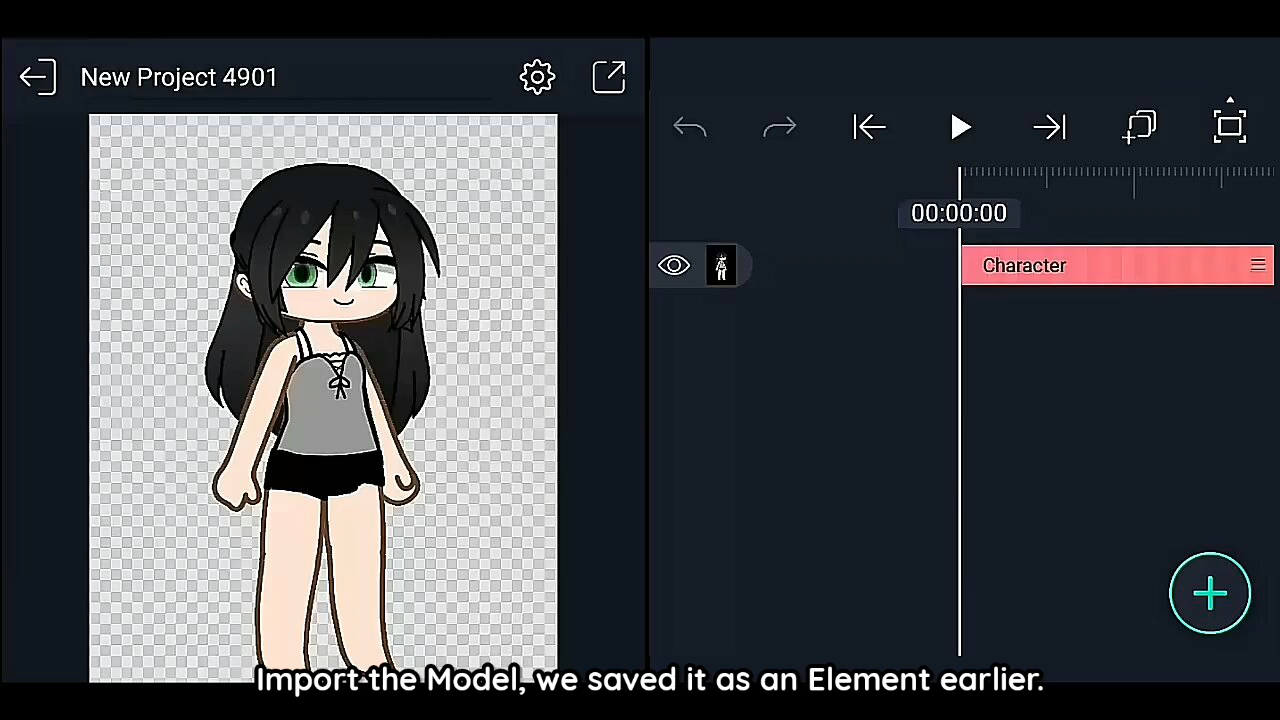 New Project 4901
00:00:00
Character
Import the Model, we saved it as an Element earlier.